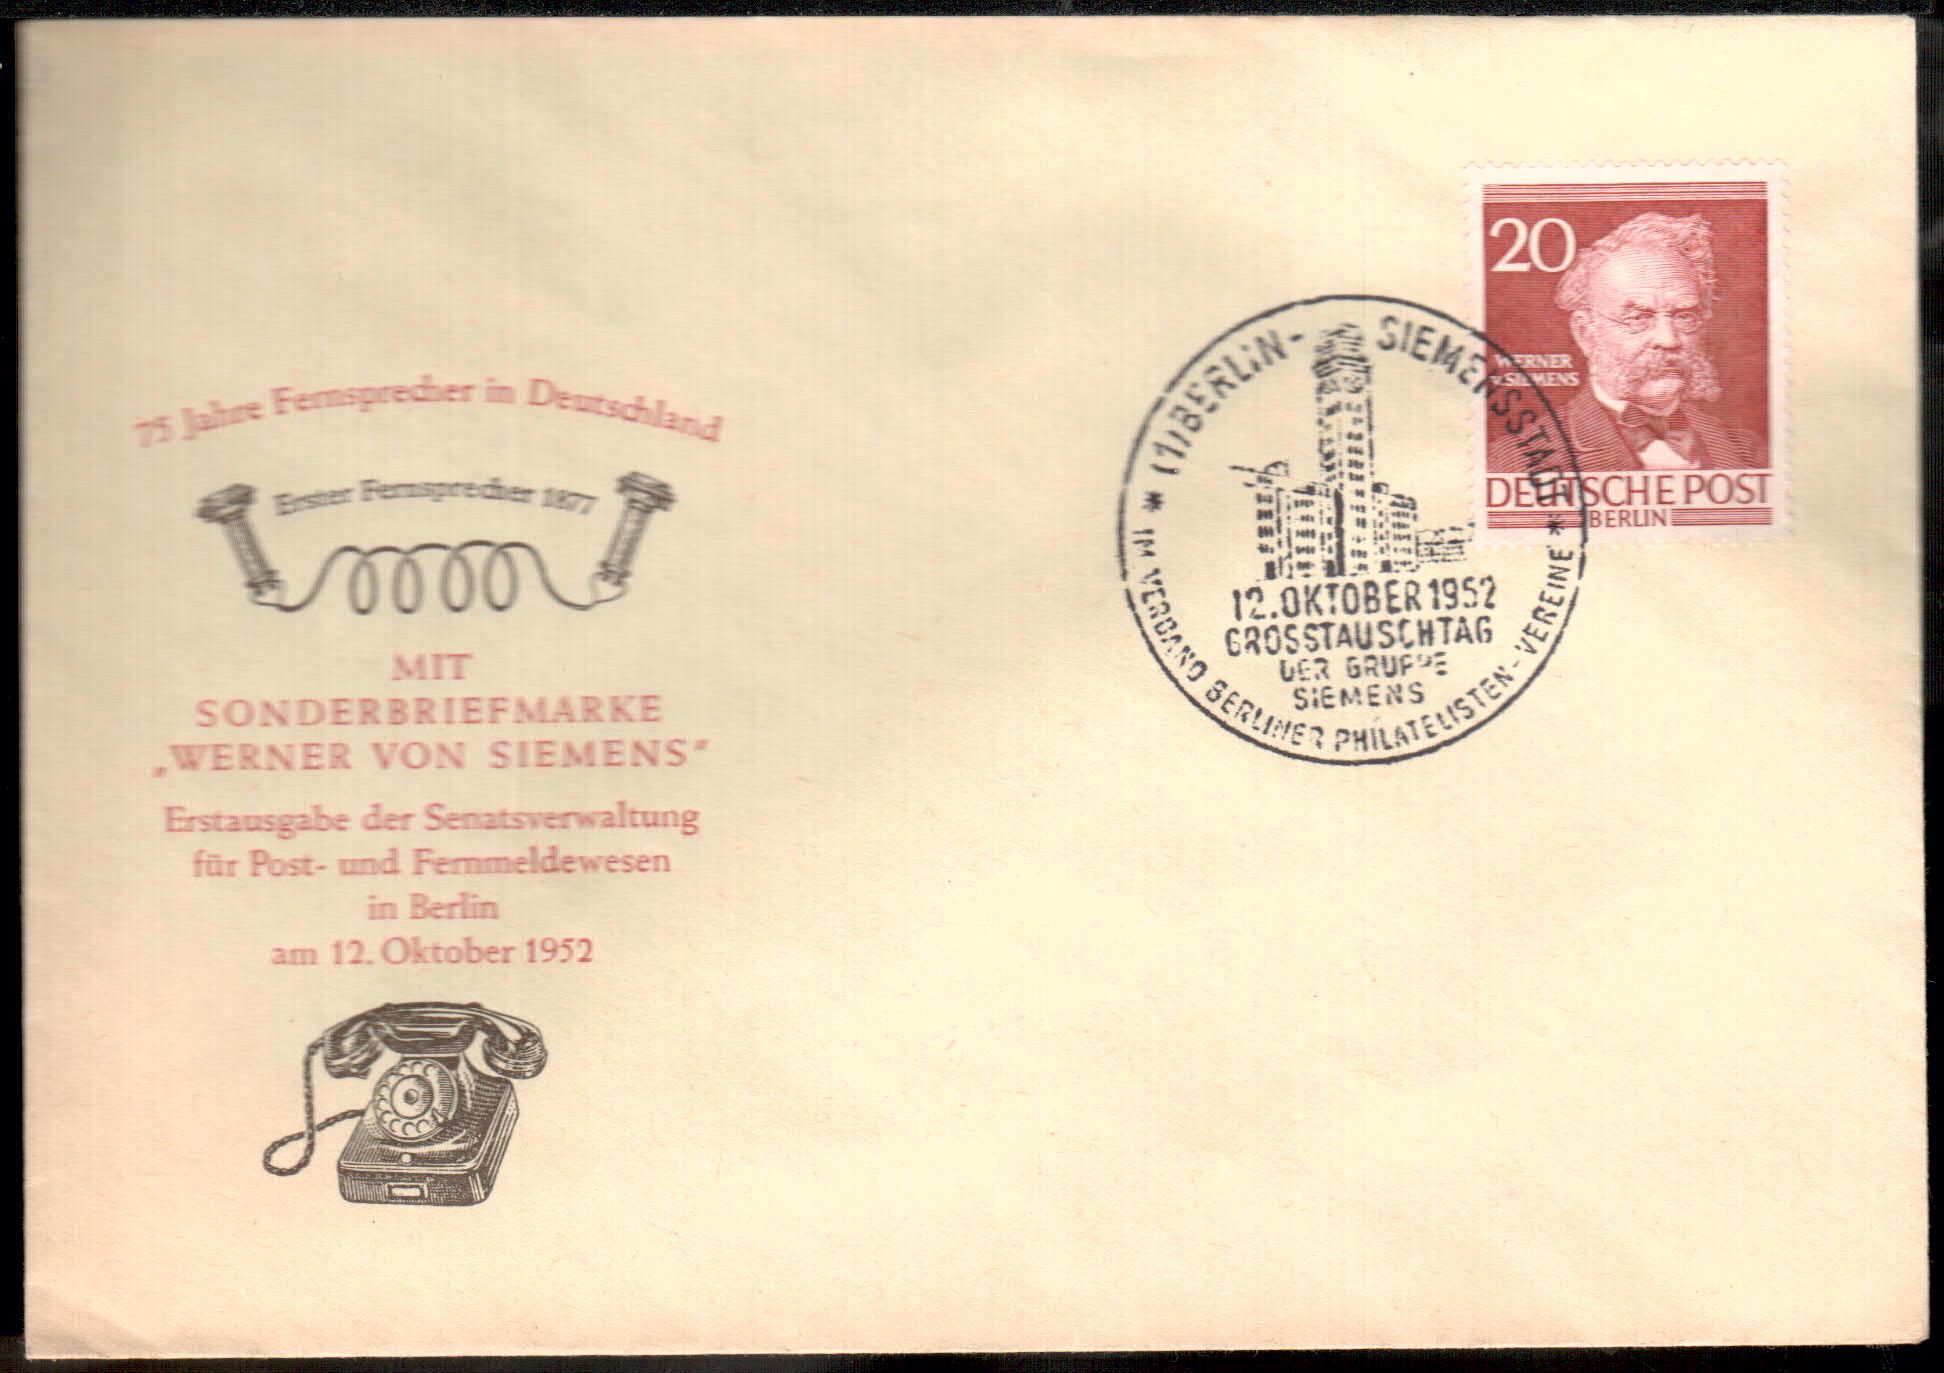 75 Jahre Fernsprecher in Deutschland
Erster Fernsprecher 1877
MIT
SONDERBRIEFMARKE
„WERNER VON SIEMENS"
Erstausgabe der Senatsverwaltung
für Post- und Fernmeldewesen
in Berlin
am 12. Oktober 1952
20
WERNER
v. SIEMENS
DEUTSCHE POST
BERLIN
* (1) BERLIN- SIEMENSSTADT *
12. OKTOBER 1952
GROSSTAUSCHTAG
DER GRUPPE
SIEMENS
IM VERBAND BERLINER PHILATELISTEN-VEREINE